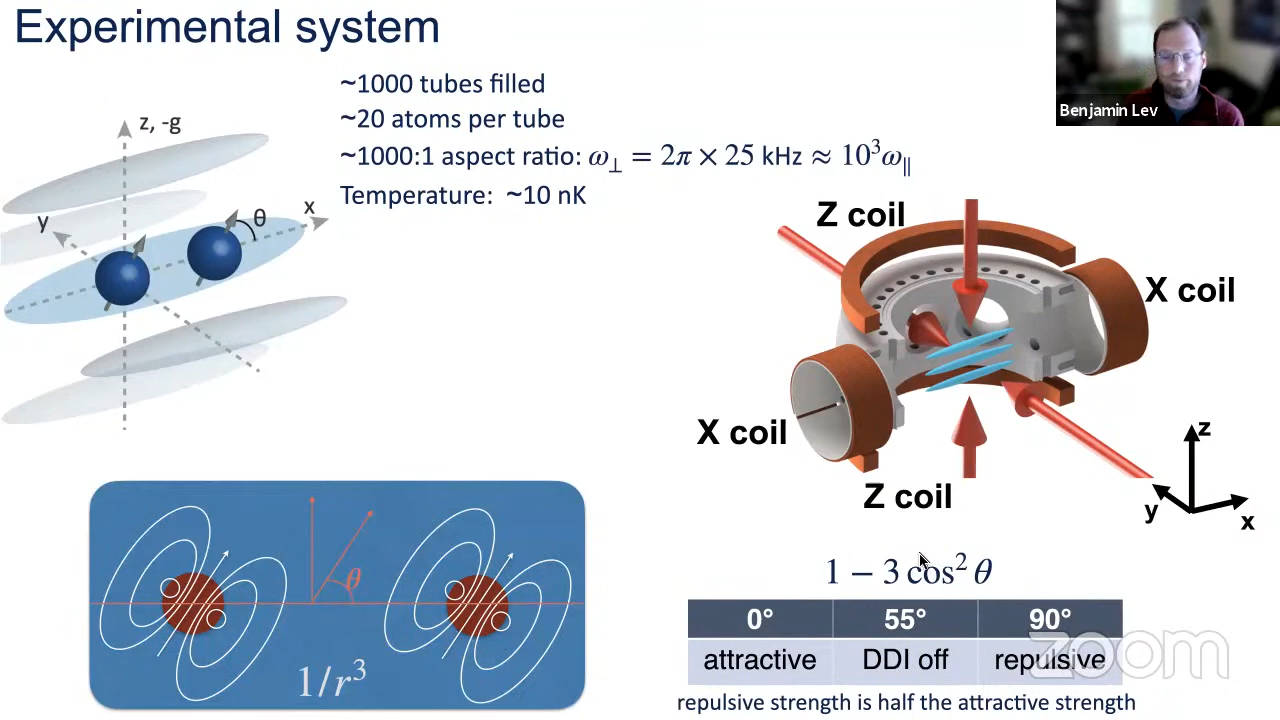 Experimental system
Benjamin Lev
~1000 tubes filled
~20 atoms per tube
~1000:1 aspect ratio: ω⊥ = 2π × 25 kHz ≈ 10³ω∥
Temperature: ~10 nK
z, -g
y
θ
x
Z coil
X coil
X coil
Z coil
z
y
x
θ
1/r³
1 − 3 cos² θ
0° 55° 90°
attractive DDI off repulsive
zoom
repulsive strength is half the attractive strength